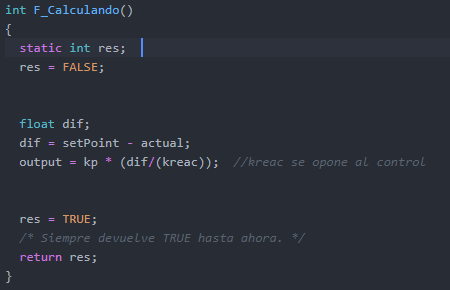 int F_Calculando()
{
static int res;
res = FALSE;
float dif;
dif = setPoint - actual;
output = kp * (dif/(kreac)); //kreac se opone al control
res = TRUE;
/* Siempre devuelve TRUE hasta ahora. */
return res;
}